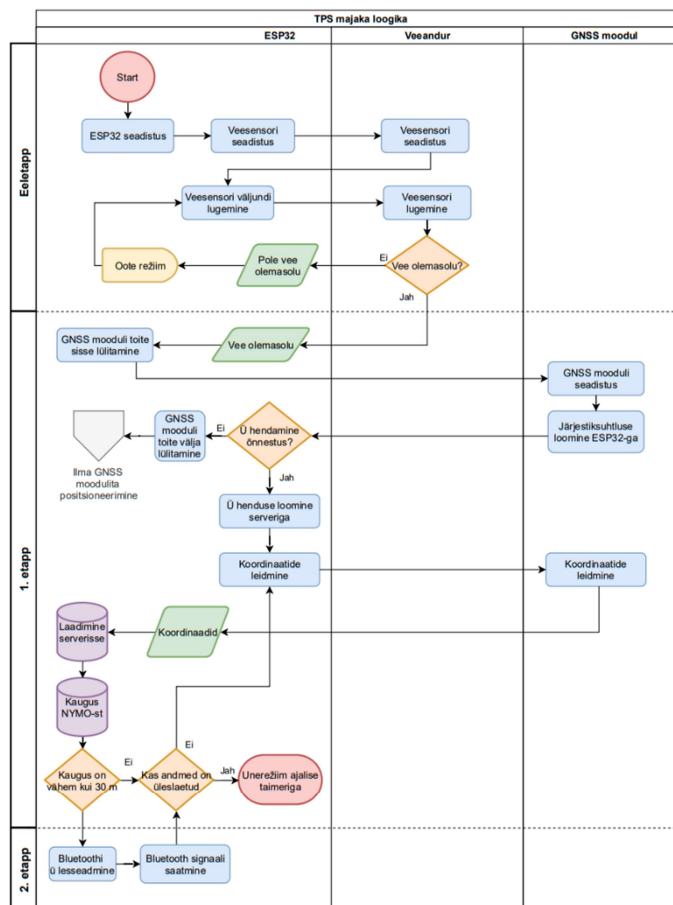 TPS majaka loogika
ESP32
Veeandur
GNSS moodul
Eeletapp
Start
ESP32 seadistus
Veesensori
seadistus
Veesensori
seadistus
Veesensori väljundi
lugemine
Veesensori
lugemine
Oote režiim
Pole vee
olemasolu
Ei
Vee olemasolu?
Jah
1. etapp
GNSS mooduli toite
sisse lülitamine
Vee olemasolu
GNSS mooduli
seadistus
Ilma GNSS
moodulita
positsioneerimine
GNSS
mooduli
toite välja
lülitamine
Ei
Ü hendamine
õnnestus?
Järjestiksuhtluse
loomine ESP32-ga
Jah
Ü henduse loomine
serveriga
Koordinaatide
leidmine
Koordinaatide
leidmine
Laadimine
serverisse
Koordinaadid
Kaugus
NYMO-st
Ei
Kaugus on
vähem kui 30 m
Ei
Kas andmed on
üleslaetud
Jah
Unerežiim ajalise
taimeriga
2. etapp
Bluetoothi
ü lesseadmine
Bluetooth signaali
saatmine